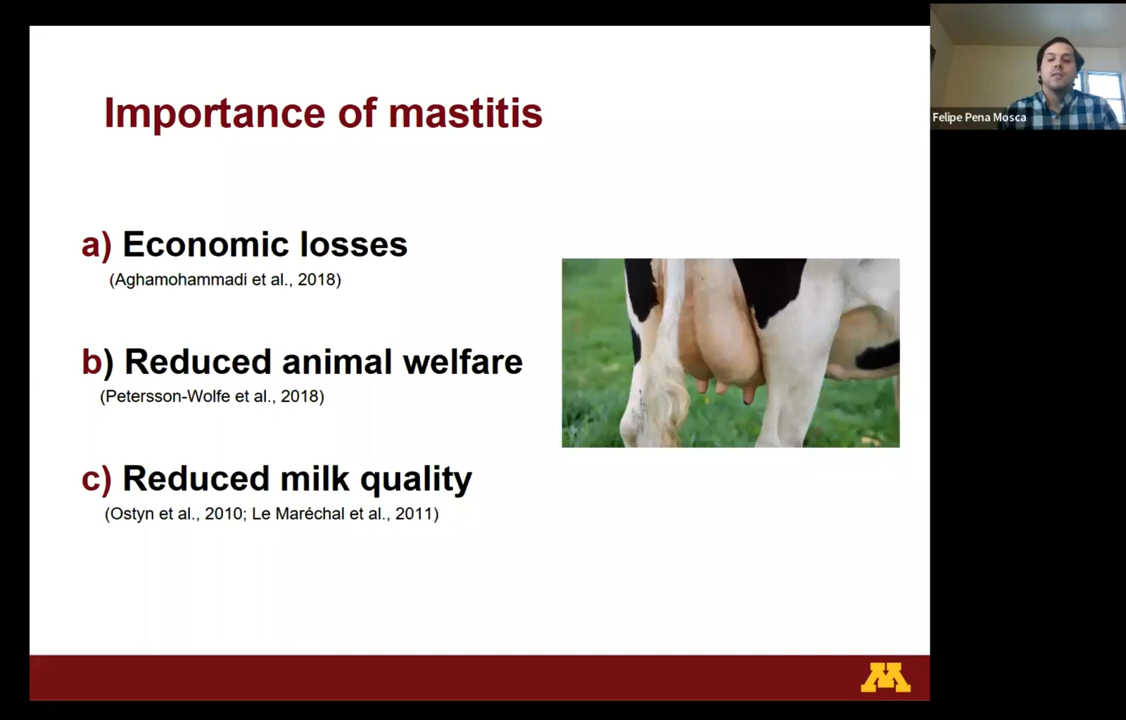 Importance of mastitis
a) Economic losses
(Aghamohammadi et al., 2018)
b) Reduced animal welfare
(Petersson-Wolfe et al., 2018)
c) Reduced milk quality
(Ostyn et al., 2010; Le Maréchal et al., 2011)
M
Felipe Pena Mosca